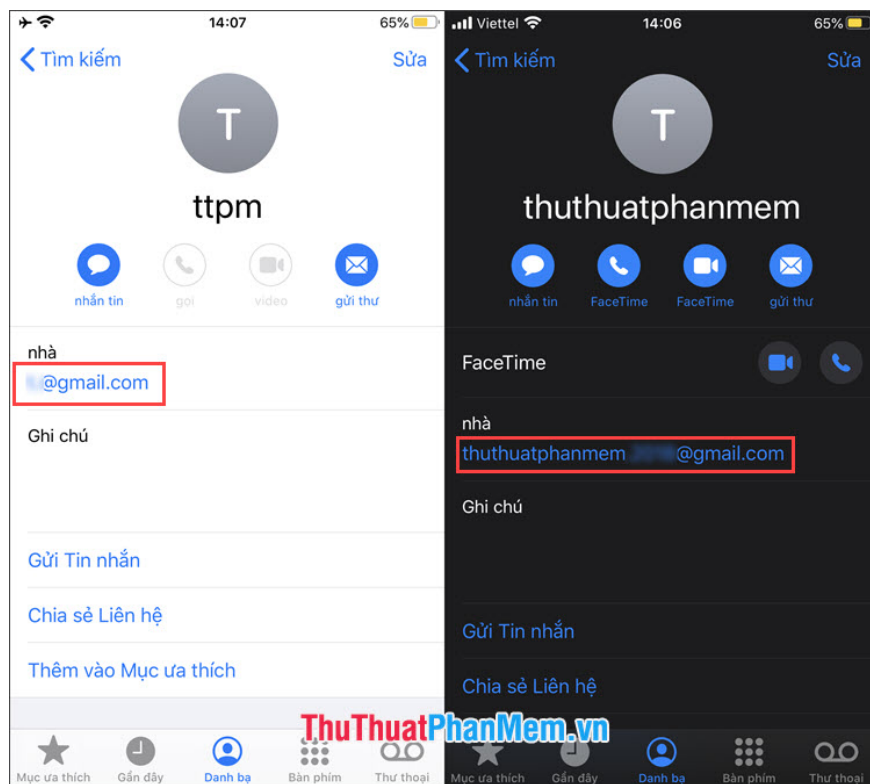 14:07
65%
Tìm kiếm
Sửa
T
ttpm
nhắn tin
gọi
video
gửi thư
nhà
@gmail.com
Ghi chú
Gửi Tin nhắn
Chia sẻ Liên hệ
Thêm vào Mục ưa thích
Mục ưa thích
Gần đây
Danh bạ
Bàn phím
Thư thoại
Viettel
14:06
65%
Tìm kiếm
Sửa
T
thuthuatphanmem
nhắn tin
FaceTime
FaceTime
gửi thư
FaceTime
nhà
thuthuatphanmem @gmail.com
Ghi chú
Gửi Tin nhắn
Chia sẻ Liên hệ
Mục ưa thích
Gần đây
Danh bạ
Bàn phím
Thư thoại
ThuThuatPhanMem.vn